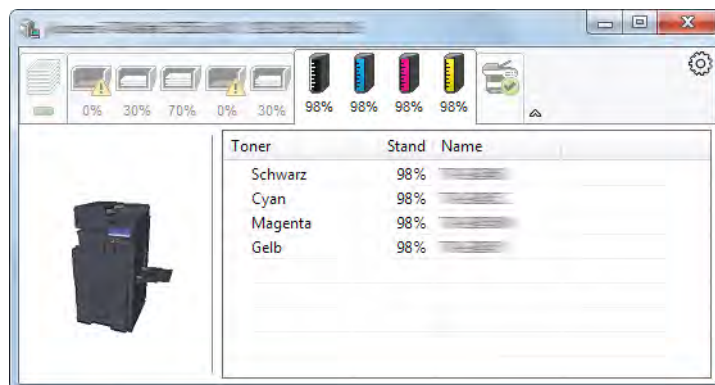 0% 30% 70% 0% 30% 98% 98% 98% 98%
Toner Stand Name
Schwarz 98%
Cyan 98%
Magenta 98%
Gelb 98%